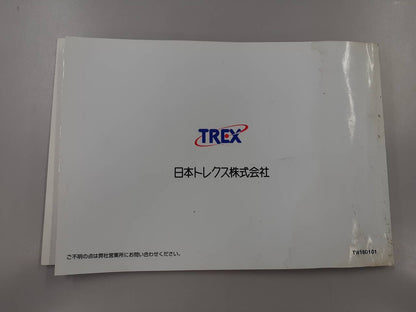 TREX
日本トレクス株式会社
ご不明の点は弊社営業所にお問い合わせください。
TW160101